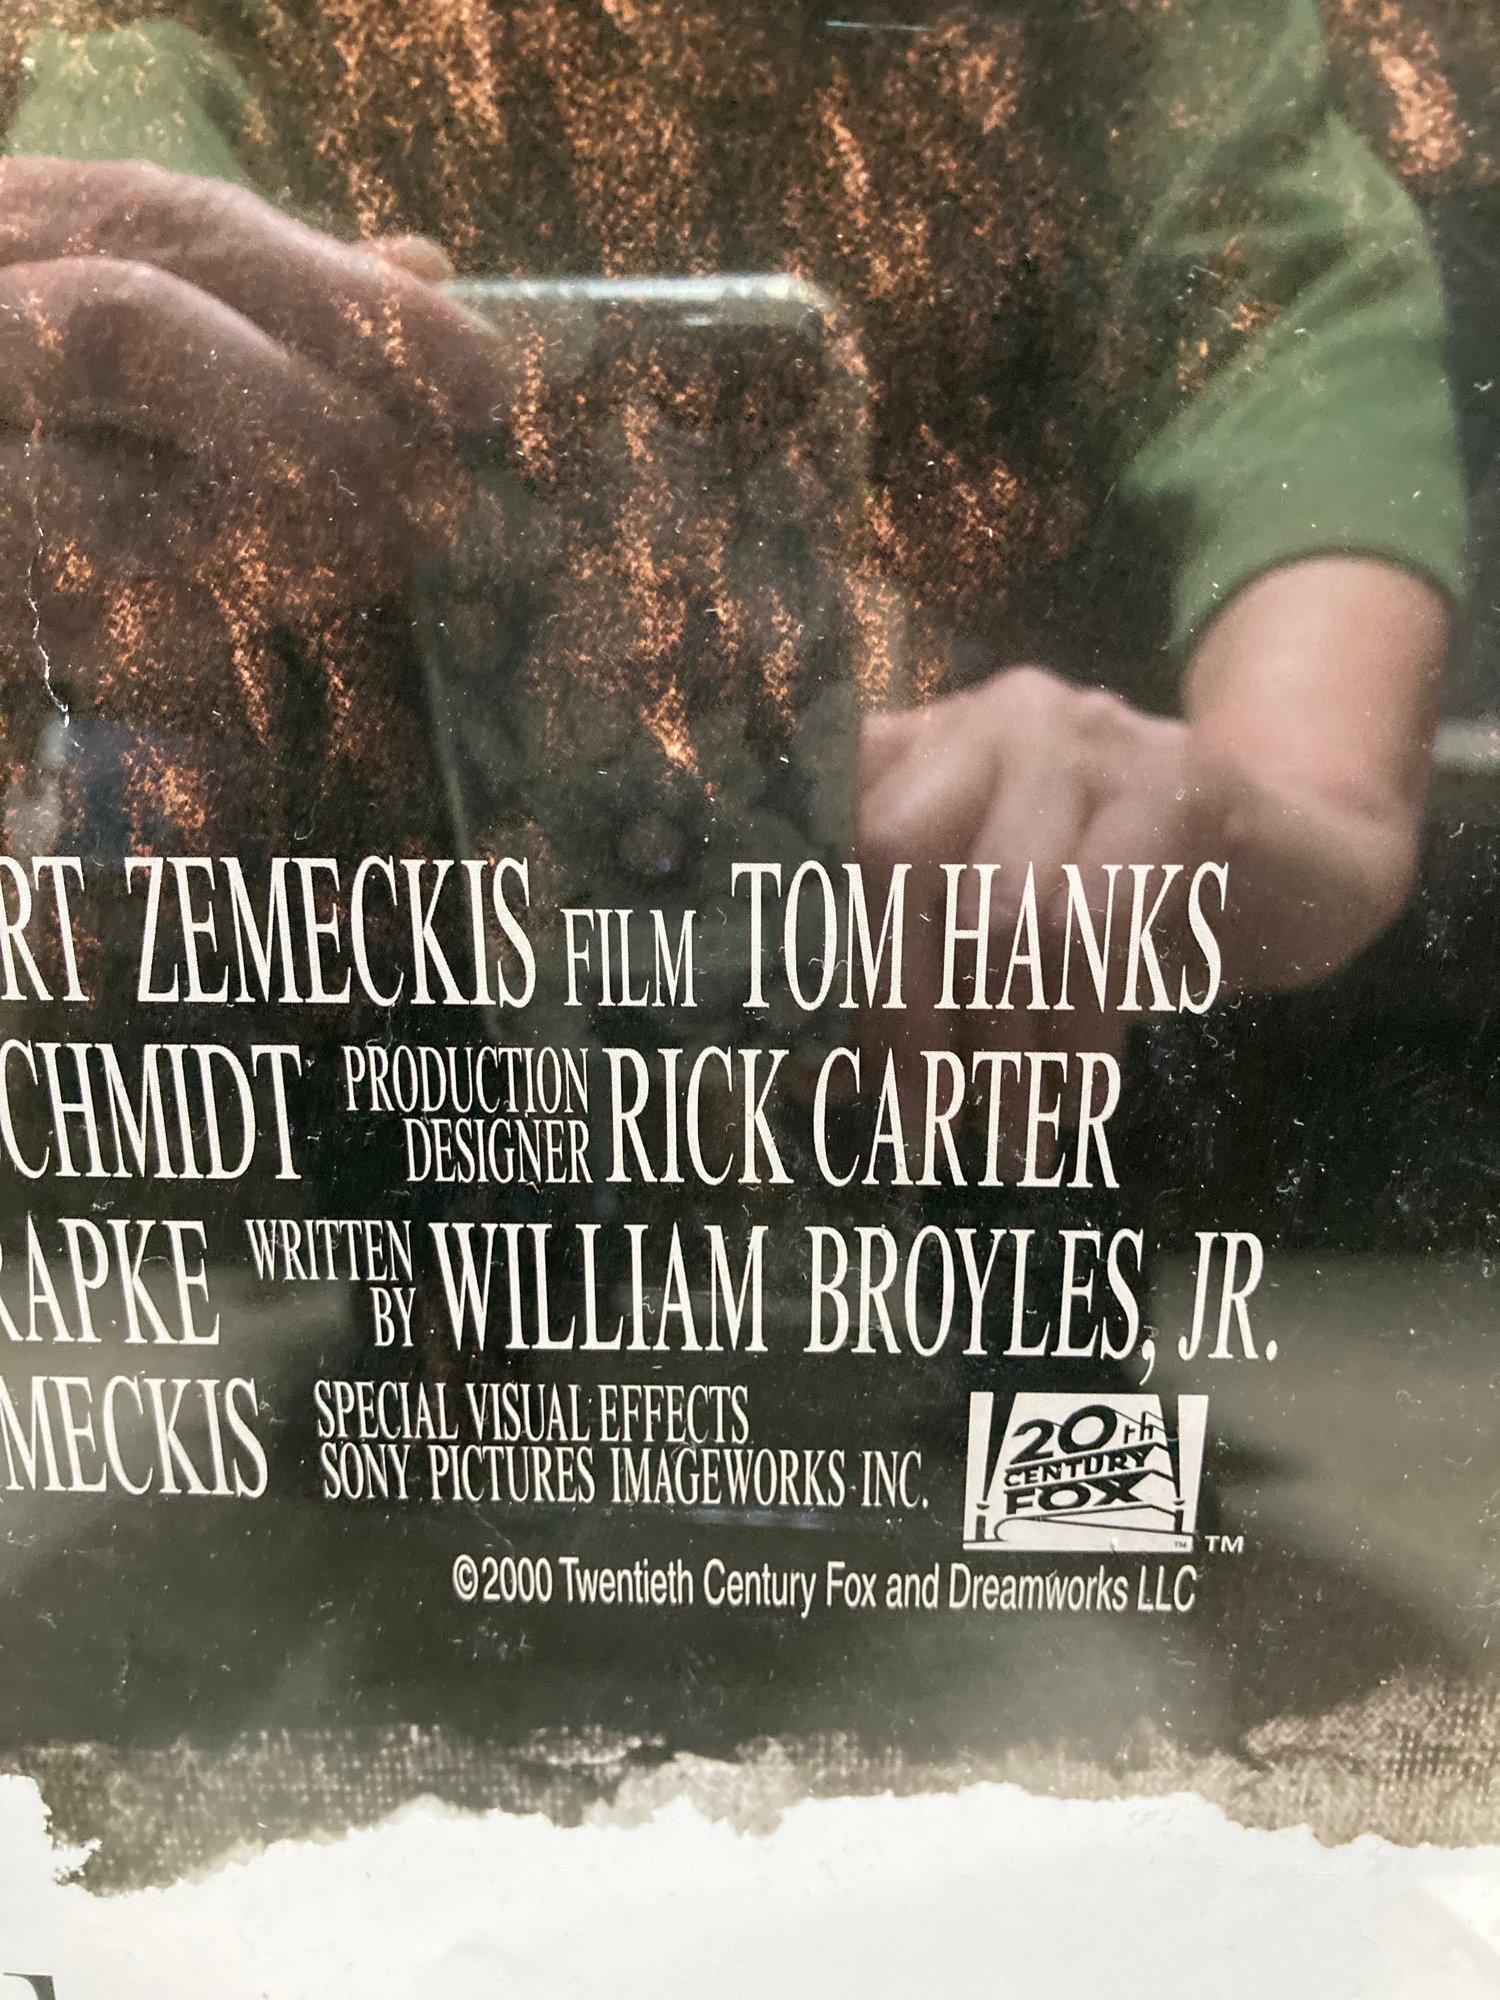 RT ZEMECKIS FILM TOM HANKS
CHMIDT PRODUCTION DESIGNER RICK CARTER
RAPKE WRITTEN BY WILLIAM BROYLES, JR.
MECKIS SPECIAL VISUAL EFFECTS
SONY PICTURES IMAGEWORKS INC.
20TH
CENTURY
FOX
TM TM
©2000 Twentieth Century Fox and Dreamworks LLC